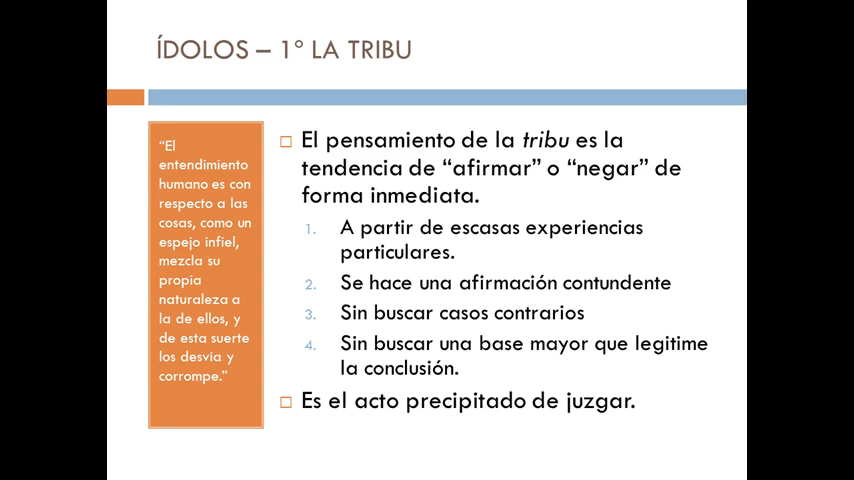 ÍDOLOS – 1º LA TRIBU
“El
entendimiento
humano es con
respecto a las
cosas, como un
espejo infiel,
mezcla su
propia
naturaleza a
la de ellos, y
de esta suerte
los desvía y
corrompe.”
El pensamiento de la tribu es la
tendencia de “afirmar” o “negar” de
forma inmediata.
1. A partir de escasas experiencias
particulares.
2. Se hace una afirmación contundente
3. Sin buscar casos contrarios
4. Sin buscar una base mayor que legitime
la conclusión.
Es el acto precipitado de juzgar.